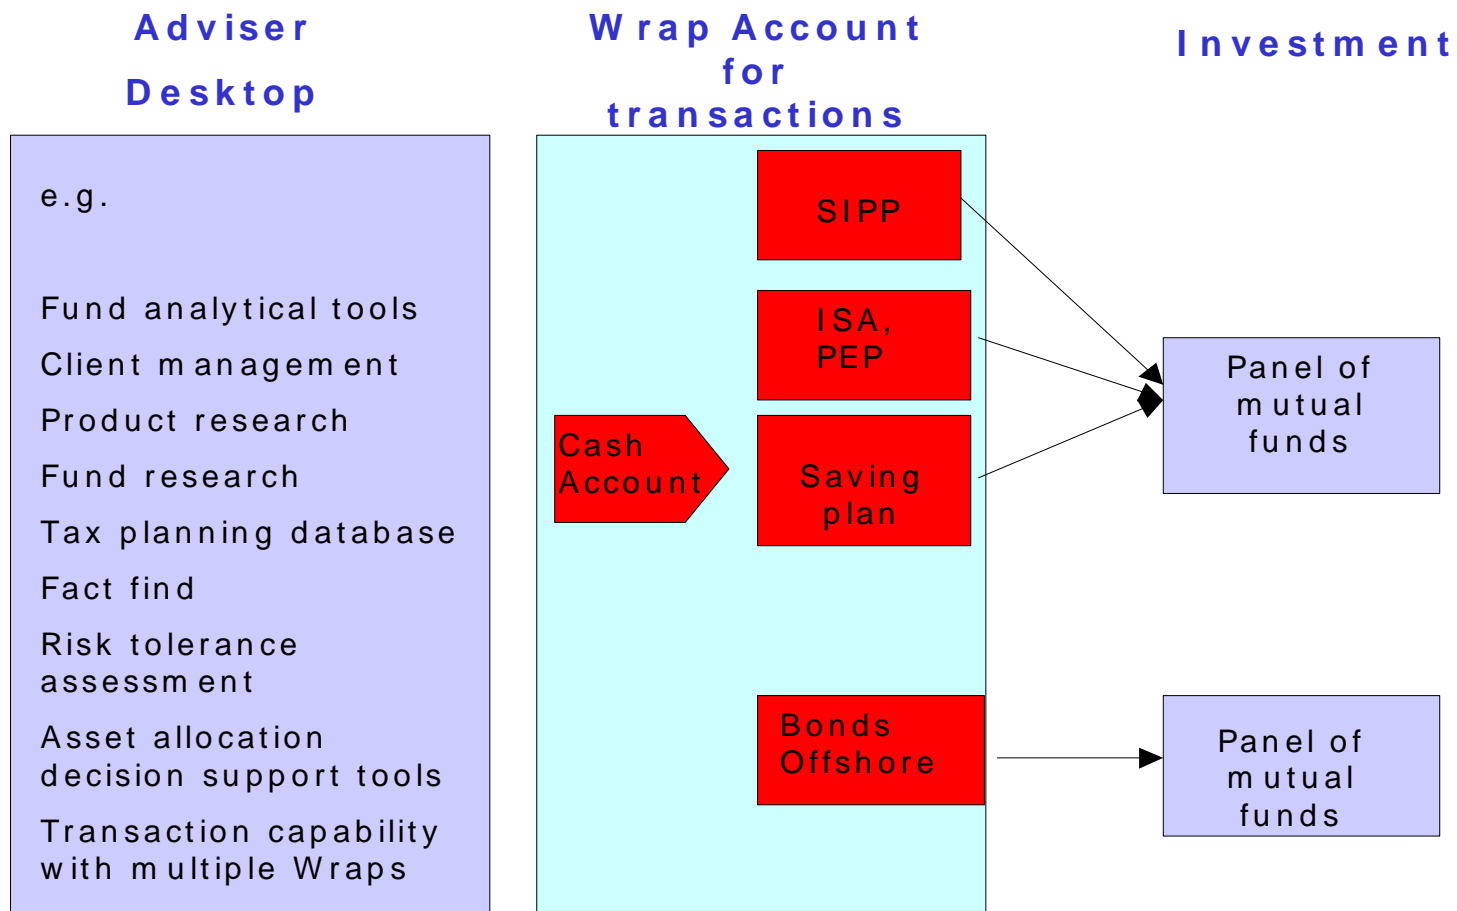 Adviser
Desktop
Wrap Account
for
transactions
Investment
e.g.
Fund analytical tools
Client management
Product research
Fund research
Tax planning database
Fact find
Risk tolerance
assessment
Asset allocation
decision support tools
Transaction capability
with multiple Wraps
Cash
Account
SIPP
ISA,
PEP
Saving
plan
Bonds
Offshore
Panel of
mutual
funds
Panel of
mutual
funds